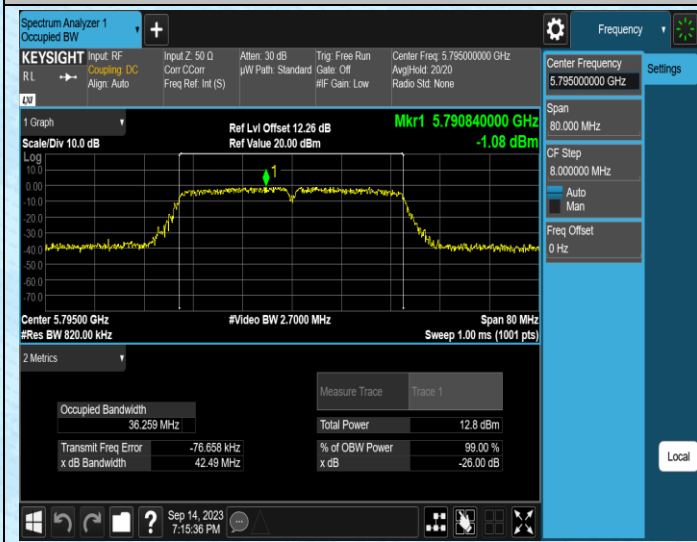 Spectrum Analyzer 1
Occupied BW
Frequency
KEYSIGHT
R L
LXI
Input: RF
Coupling: DC
Align: Auto
Input Z: 50 Ω
Corr CCorr
Freq Ref: Int (S)
Atten: 30 dB
µW Path: Standard
Trig: Free Run
Gate: Off
#IF Gain: Low
Center Freq: 5.795000000 GHz
Avg|Hold: 20/20
Radio Std: None
Center Frequency
5.795000000 GHz
Settings
Span
80.000 MHz
CF Step
8.000000 MHz
Auto
Man
Freq Offset
0 Hz
Local
1 Graph
Scale/Div 10.0 dB
Ref Lvl Offset 12.26 dB
Ref Value 20.00 dBm
Mkr1 5.790840000 GHz
-1.08 dBm
Log
10.0
0.00
-10.0
-20.0
-30.0
-40.0
-50.0
-60.0
-70.0
1
Center 5.79500 GHz
#Res BW 820.00 kHz
#Video BW 2.7000 MHz
Span 80 MHz
Sweep 1.00 ms (1001 pts)
2 Metrics
Measure Trace
Trace 1
Occupied Bandwidth
36.259 MHz
Total Power
12.8 dBm
Transmit Freq Error
-76.658 kHz
% of OBW Power
99.00 %
x dB Bandwidth
42.49 MHz
x dB
-26.00 dB
?
Sep 14, 2023
7:15:36 PM